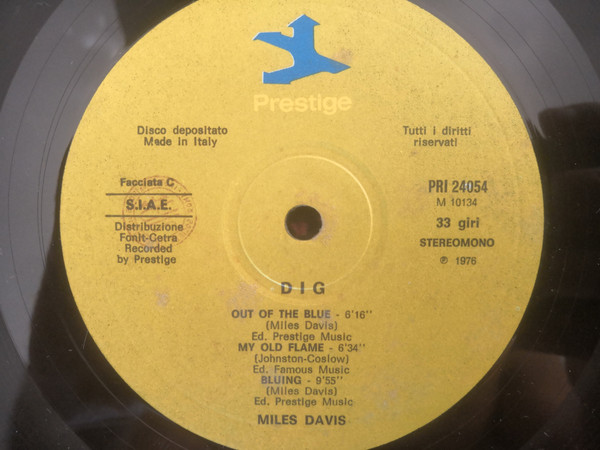 Prestige
Disco depositato
Made in Italy
Tutti i diritti
riservati
Facciata C
S.I.A.E.
Distribuzione
Fonit-Cetra
Recorded
by Prestige
PRI 24054
M 10134
33 giri
STEREOMONO
℗ 1976
DIG
OUT OF THE BLUE - 6'16''
(Miles Davis)
Ed. Prestige Music
MY OLD FLAME - 6'34''
(Johnston-Coslow)
Ed. Famous Music
BLUING - 9'55''
(Miles Davis)
Ed. Prestige Music
MILES DAVIS